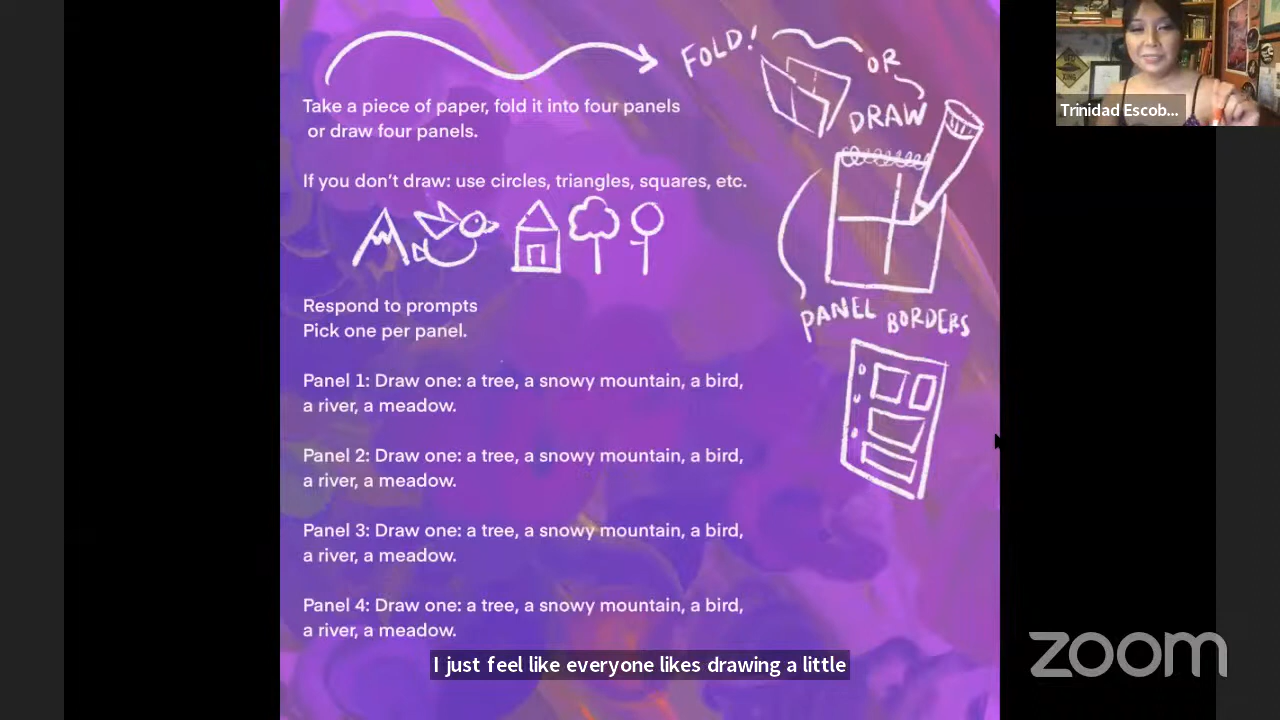 FOLD!
OR
DRAW
Take a piece of paper, fold it into four panels
or draw four panels.
If you don't draw: use circles, triangles, squares, etc.
PANEL BORDERS
Respond to prompts
Pick one per panel.
Panel 1: Draw one: a tree, a snowy mountain, a bird,
a river, a meadow.
Panel 2: Draw one: a tree, a snowy mountain, a bird,
a river, a meadow.
Panel 3: Draw one: a tree, a snowy mountain, a bird,
a river, a meadow.
Panel 4: Draw one: a tree, a snowy mountain, a bird,
a river, a meadow.
I just feel like everyone likes drawing a little
Trinidad Escob...
zoom